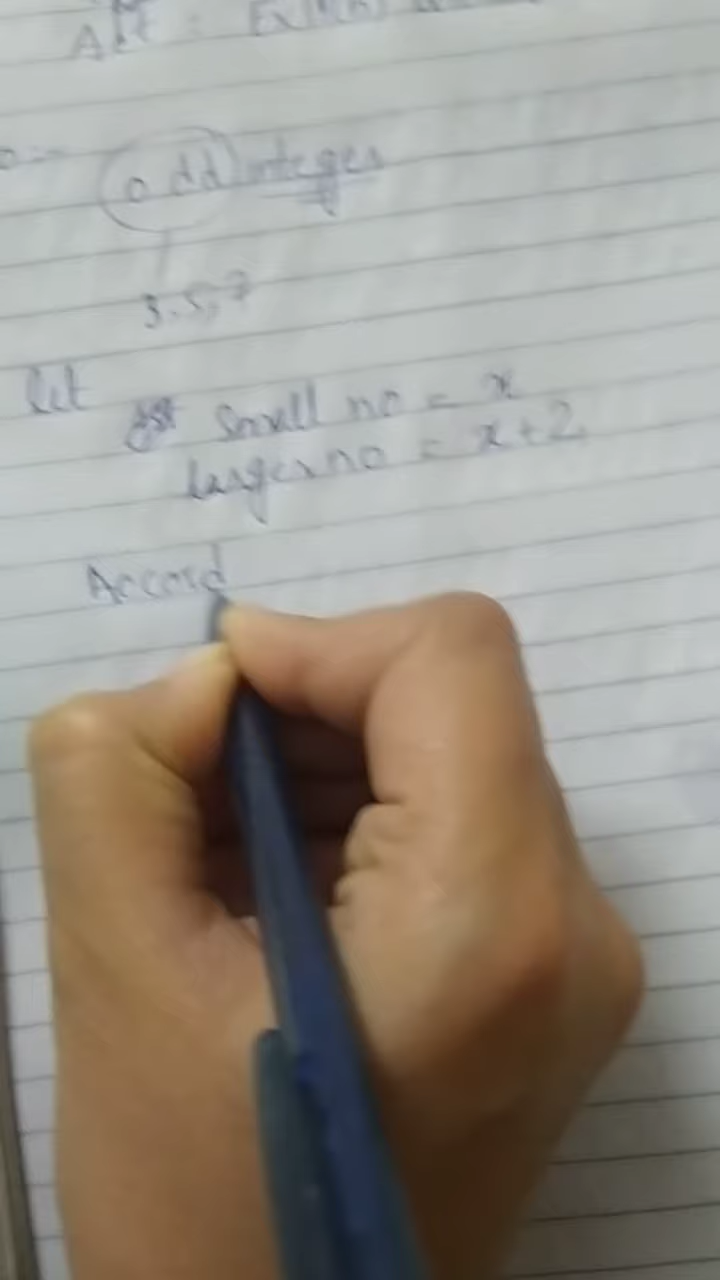 odd integers
3, 5, 7
let small no = x
larger no = x + 2
Accord